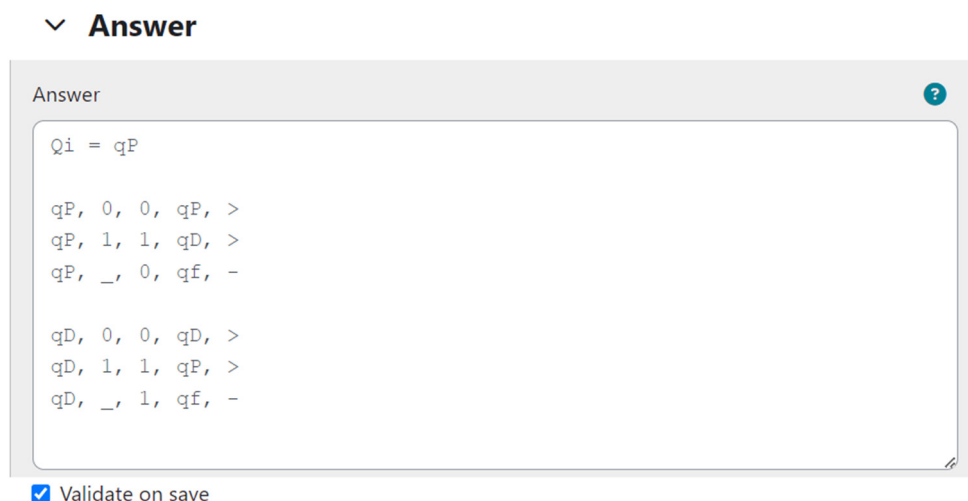 Answer
Answer
?
Qi = qP
qP, 0, 0, qP, >
qP, 1, 1, qD, >
qP, _, 0, qf, -
qD, 0, 0, qD, >
qD, 1, 1, qP, >
qD, _, 1, qf, -
Validate on save